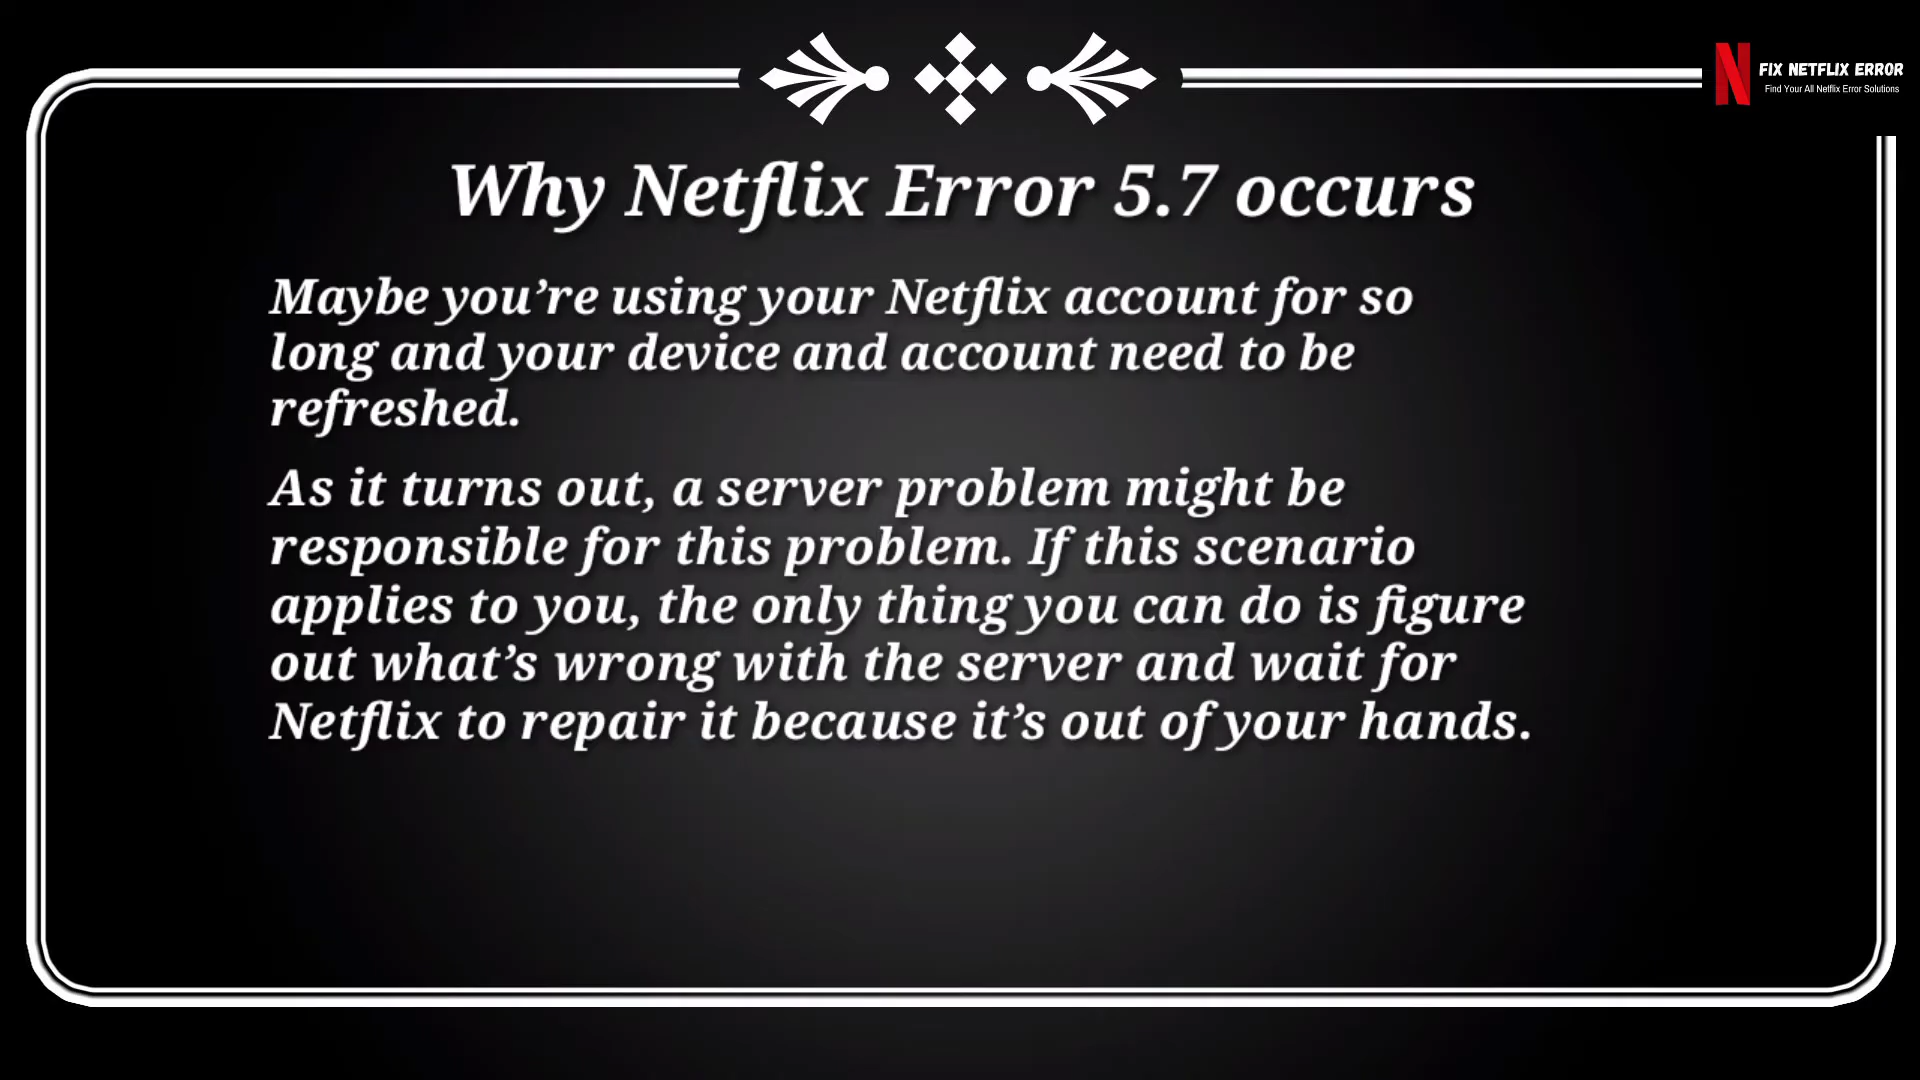 FIX NETFLIX ERROR
Find Your All Netflix Error Solutions
Why Netflix Error 5.7 occurs
Maybe you’re using your Netflix account for so
long and your device and account need to be
refreshed.
As it turns out, a server problem might be
responsible for this problem. If this scenario
applies to you, the only thing you can do is figure
out what’s wrong with the server and wait for
Netflix to repair it because it’s out of your hands.